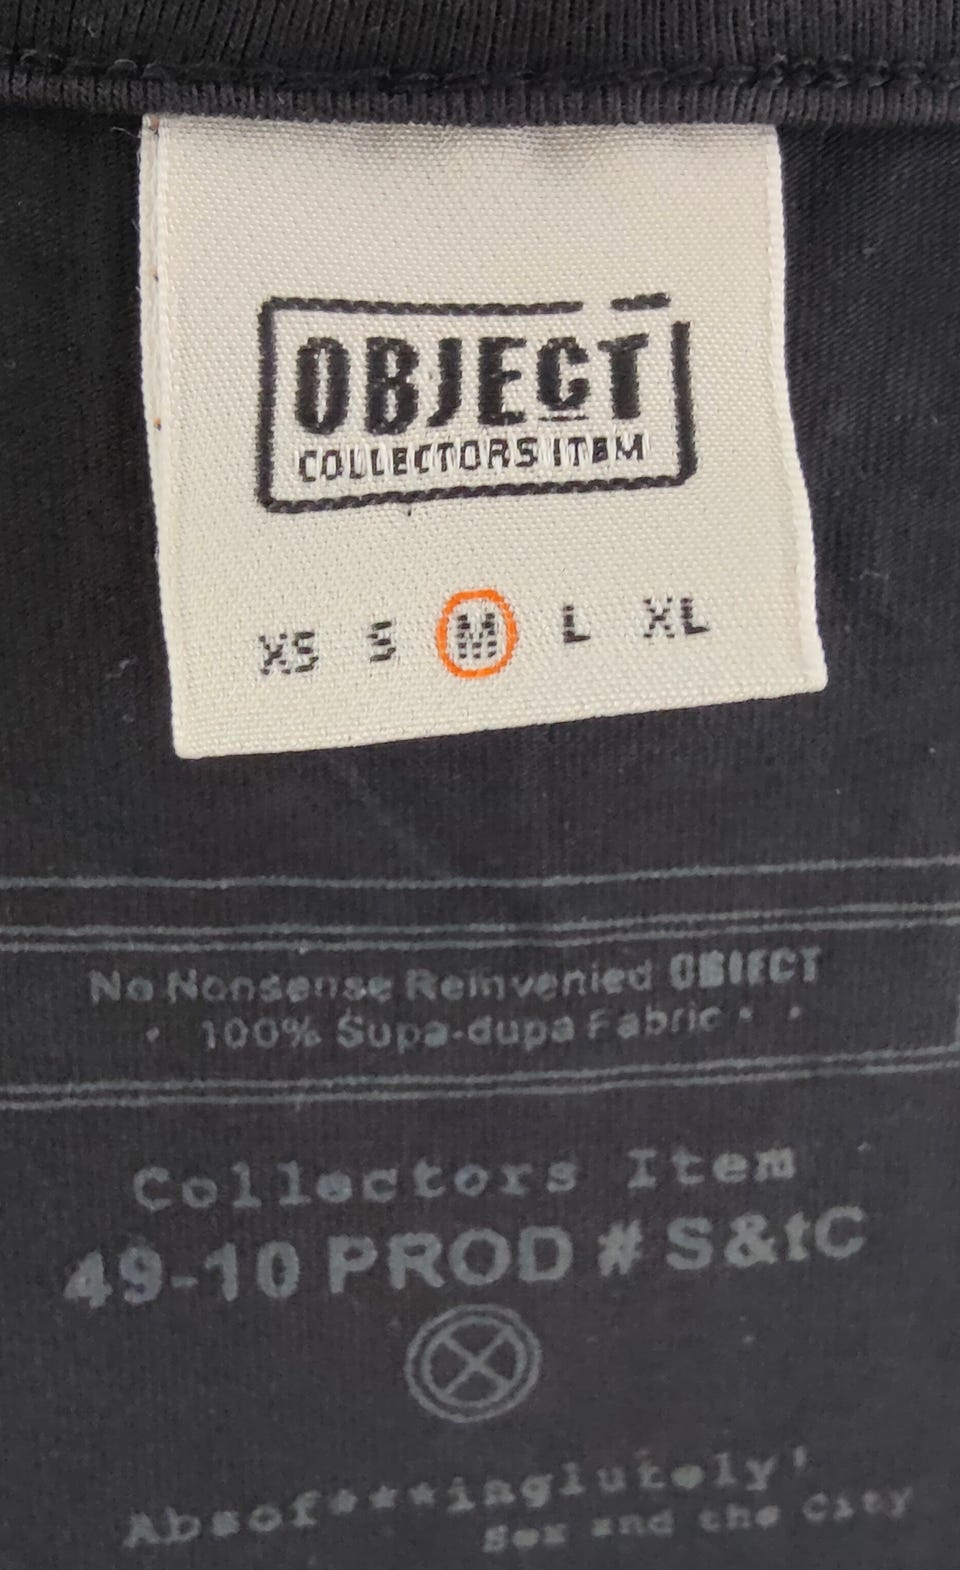 OBJECT
COLLECTORS ITEM
XS S M L XL
No Nonsense Reinvented OBJECT
100% Supa-dupa Fabric
Collectors Item
49-10 PROD # S&tC
Absof***inglutely'
Sex and the City